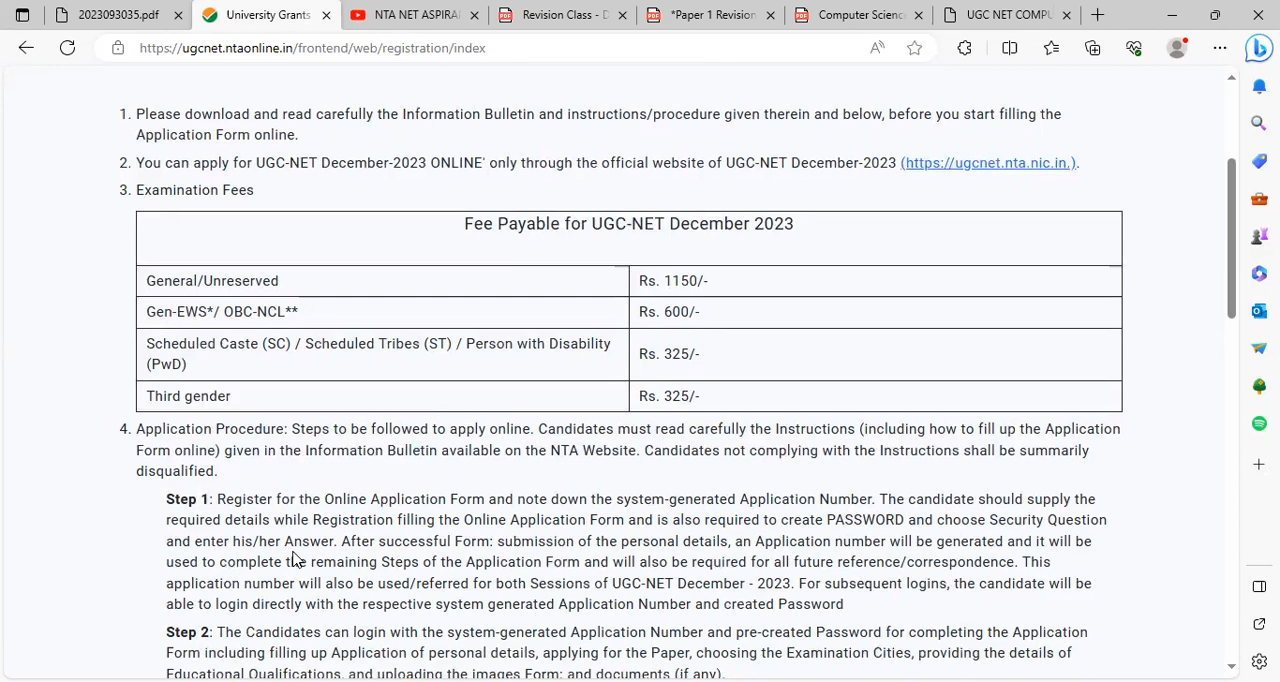 2023093035.pdf
University Grants
NTA NET ASPIRA
Revision Class - D
*Paper 1 Revision
Computer Science
UGC NET COMPU
https://ugcnet.ntaonline.in/frontend/web/registration/index
1. Please download and read carefully the Information Bulletin and instructions/procedure given therein and below, before you start filling the
Application Form online.
2. You can apply for UGC-NET December-2023 ONLINE' only through the official website of UGC-NET December-2023 (https://ugcnet.nta.nic.in.).
3. Examination Fees
Fee Payable for UGC-NET December 2023
General/Unreserved Rs. 1150/-
Gen-EWS*/ OBC-NCL** Rs. 600/-
Scheduled Caste (SC) / Scheduled Tribes (ST) / Person with Disability
(PwD)
Rs. 325/-
Third gender Rs. 325/-
4. Application Procedure: Steps to be followed to apply online. Candidates must read carefully the Instructions (including how to fill up the Application
Form online) given in the Information Bulletin available on the NTA Website. Candidates not complying with the Instructions shall be summarily
disqualified.
Step 1: Register for the Online Application Form and note down the system-generated Application Number. The candidate should supply the
required details while Registration filling the Online Application Form and is also required to create PASSWORD and choose Security Question
and enter his/her Answer. After successful Form: submission of the personal details, an Application number will be generated and it will be
used to complete the remaining Steps of the Application Form and will also be required for all future reference/correspondence. This
application number will also be used/referred for both Sessions of UGC-NET December - 2023. For subsequent logins, the candidate will be
able to login directly with the respective system generated Application Number and created Password
Step 2: The Candidates can login with the system-generated Application Number and pre-created Password for completing the Application
Form including filling up Application of personal details, applying for the Paper, choosing the Examination Cities, providing the details of
Educational Qualifications, and uploading the images Form: and documents (if any).